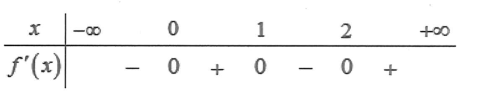 x -∞ 0 1 2 +∞
f'(x) - 0 + 0 - 0 +